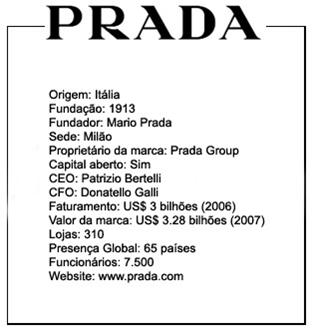 PRADA
Origem: Itália
Fundação: 1913
Fundador: Mario Prada
Sede: Milão
Proprietário da marca: Prada Group
Capital aberto: Sim
CEO: Patrizio Bertelli
CFO: Donatello Galli
Faturamento: US$ 3 bilhões (2006)
Valor da marca: US$ 3.28 bilhões (2007)
Lojas: 310
Presença Global: 65 países
Funcionários: 7.500
Website: www.prada.com